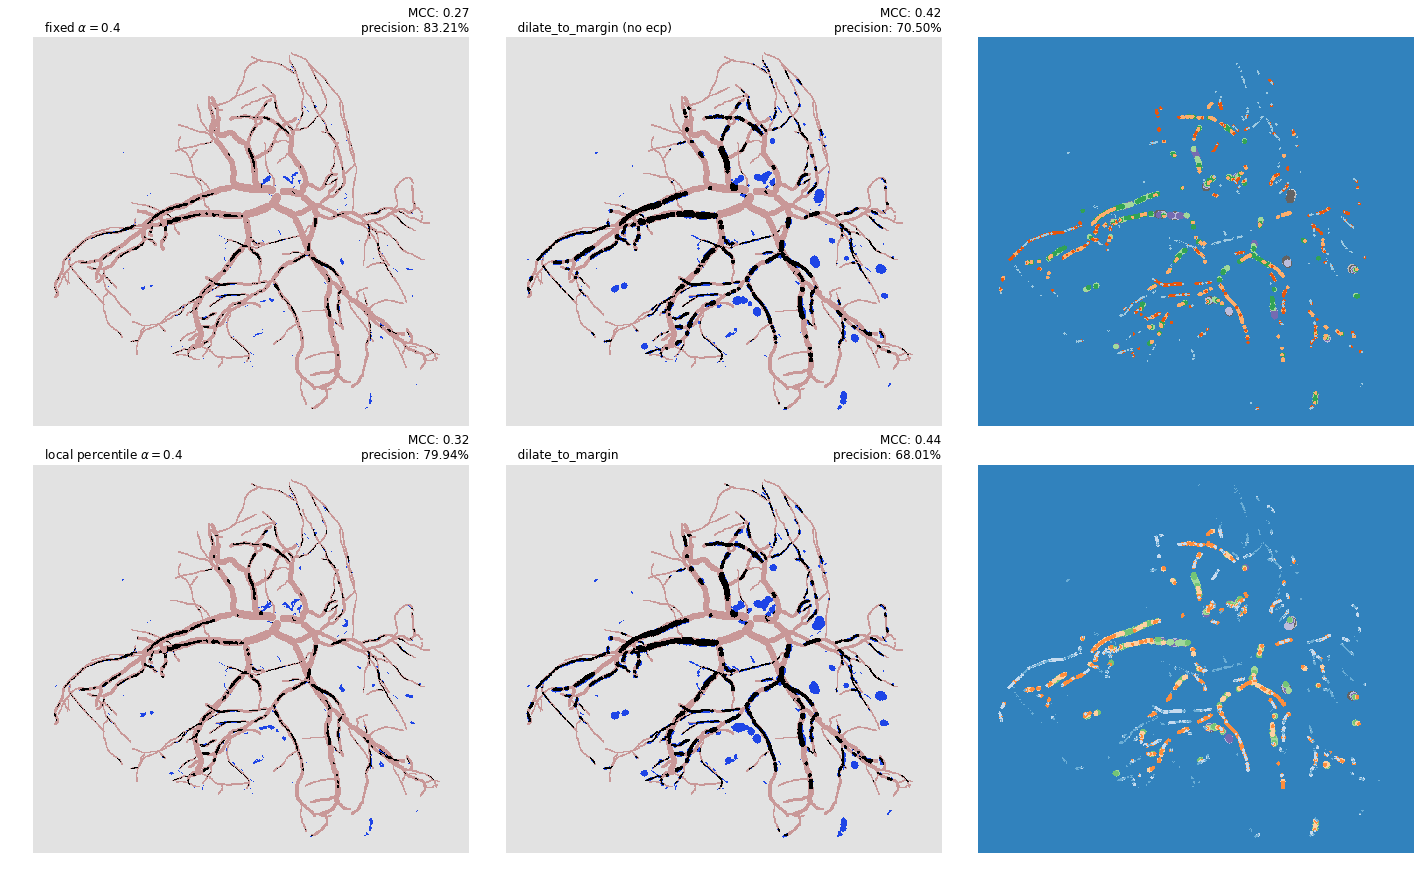 MCC: 0.27
fixed α = 0.4 precision: 83.21%
MCC: 0.42
dilate_to_margin (no ecp) precision: 70.50%
MCC: 0.32
local percentile α = 0.4 precision: 79.94%
MCC: 0.44
dilate_to_margin precision: 68.01%